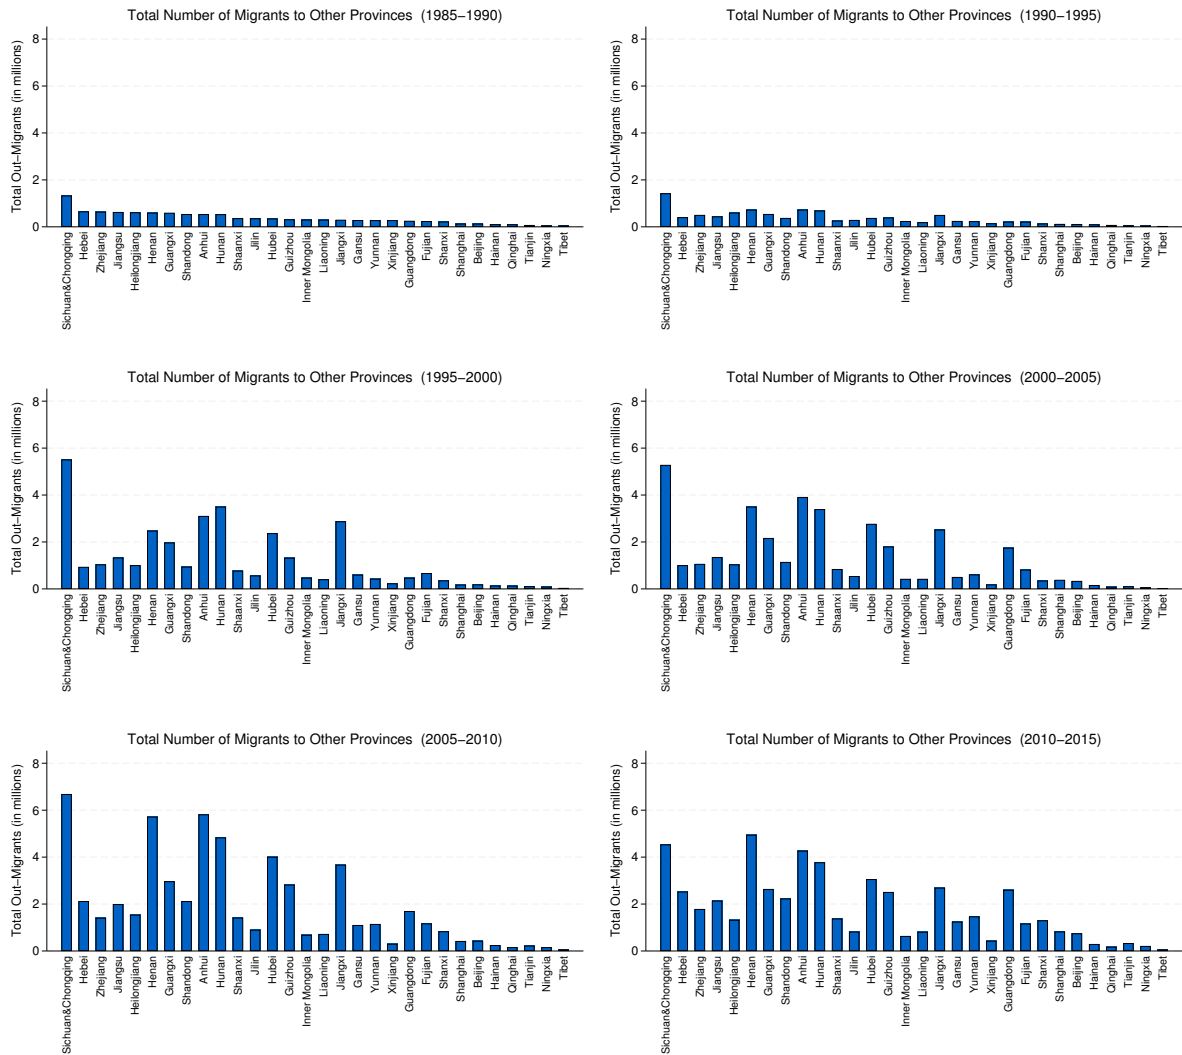 Total Number of Migrants to Other Provinces (1985–1990)
Total Out–Migrants (in millions)
8
6
4
2
0
Sichuan&Chongqing
Hebei
Zhejiang
Jiangsu
Heilongjiang
Henan
Guangxi
Shandong
Anhui
Hunan
Shaanxi
Jilin
Hubei
Guizhou
Inner Mongolia
Liaoning
Jiangxi
Gansu
Yunnan
Xinjiang
Guangdong
Fujian
Shanxi
Shanghai
Beijing
Hainan
Qinghai
Tianjin
Ningxia
Tibet
Total Number of Migrants to Other Provinces (1990–1995)
Total Out–Migrants (in millions)
8
6
4
2
0
Sichuan&Chongqing
Hebei
Zhejiang
Jiangsu
Heilongjiang
Henan
Guangxi
Shandong
Anhui
Hunan
Shaanxi
Jilin
Hubei
Guizhou
Inner Mongolia
Liaoning
Jiangxi
Gansu
Yunnan
Xinjiang
Guangdong
Fujian
Shanxi
Shanghai
Beijing
Hainan
Qinghai
Tianjin
Ningxia
Tibet
Total Number of Migrants to Other Provinces (1995–2000)
Total Out–Migrants (in millions)
8
6
4
2
0
Sichuan&Chongqing
Hebei
Zhejiang
Jiangsu
Heilongjiang
Henan
Guangxi
Shandong
Anhui
Hunan
Shaanxi
Jilin
Hubei
Guizhou
Inner Mongolia
Liaoning
Jiangxi
Gansu
Yunnan
Xinjiang
Guangdong
Fujian
Shanxi
Shanghai
Beijing
Hainan
Qinghai
Tianjin
Ningxia
Tibet
Total Number of Migrants to Other Provinces (2000–2005)
Total Out–Migrants (in millions)
8
6
4
2
0
Sichuan&Chongqing
Hebei
Zhejiang
Jiangsu
Heilongjiang
Henan
Guangxi
Shandong
Anhui
Hunan
Shaanxi
Jilin
Hubei
Guizhou
Inner Mongolia
Liaoning
Jiangxi
Gansu
Yunnan
Xinjiang
Guangdong
Fujian
Shanxi
Shanghai
Beijing
Hainan
Qinghai
Tianjin
Ningxia
Tibet
Total Number of Migrants to Other Provinces (2005–2010)
Total Out–Migrants (in millions)
8
6
4
2
0
Sichuan&Chongqing
Hebei
Zhejiang
Jiangsu
Heilongjiang
Henan
Guangxi
Shandong
Anhui
Hunan
Shaanxi
Jilin
Hubei
Guizhou
Inner Mongolia
Liaoning
Jiangxi
Gansu
Yunnan
Xinjiang
Guangdong
Fujian
Shanxi
Shanghai
Beijing
Hainan
Qinghai
Tianjin
Ningxia
Tibet
Total Number of Migrants to Other Provinces (2010–2015)
Total Out–Migrants (in millions)
8
6
4
2
0
Sichuan&Chongqing
Hebei
Zhejiang
Jiangsu
Heilongjiang
Henan
Guangxi
Shandong
Anhui
Hunan
Shaanxi
Jilin
Hubei
Guizhou
Inner Mongolia
Liaoning
Jiangxi
Gansu
Yunnan
Xinjiang
Guangdong
Fujian
Shanxi
Shanghai
Beijing
Hainan
Qinghai
Tianjin
Ningxia
Tibet